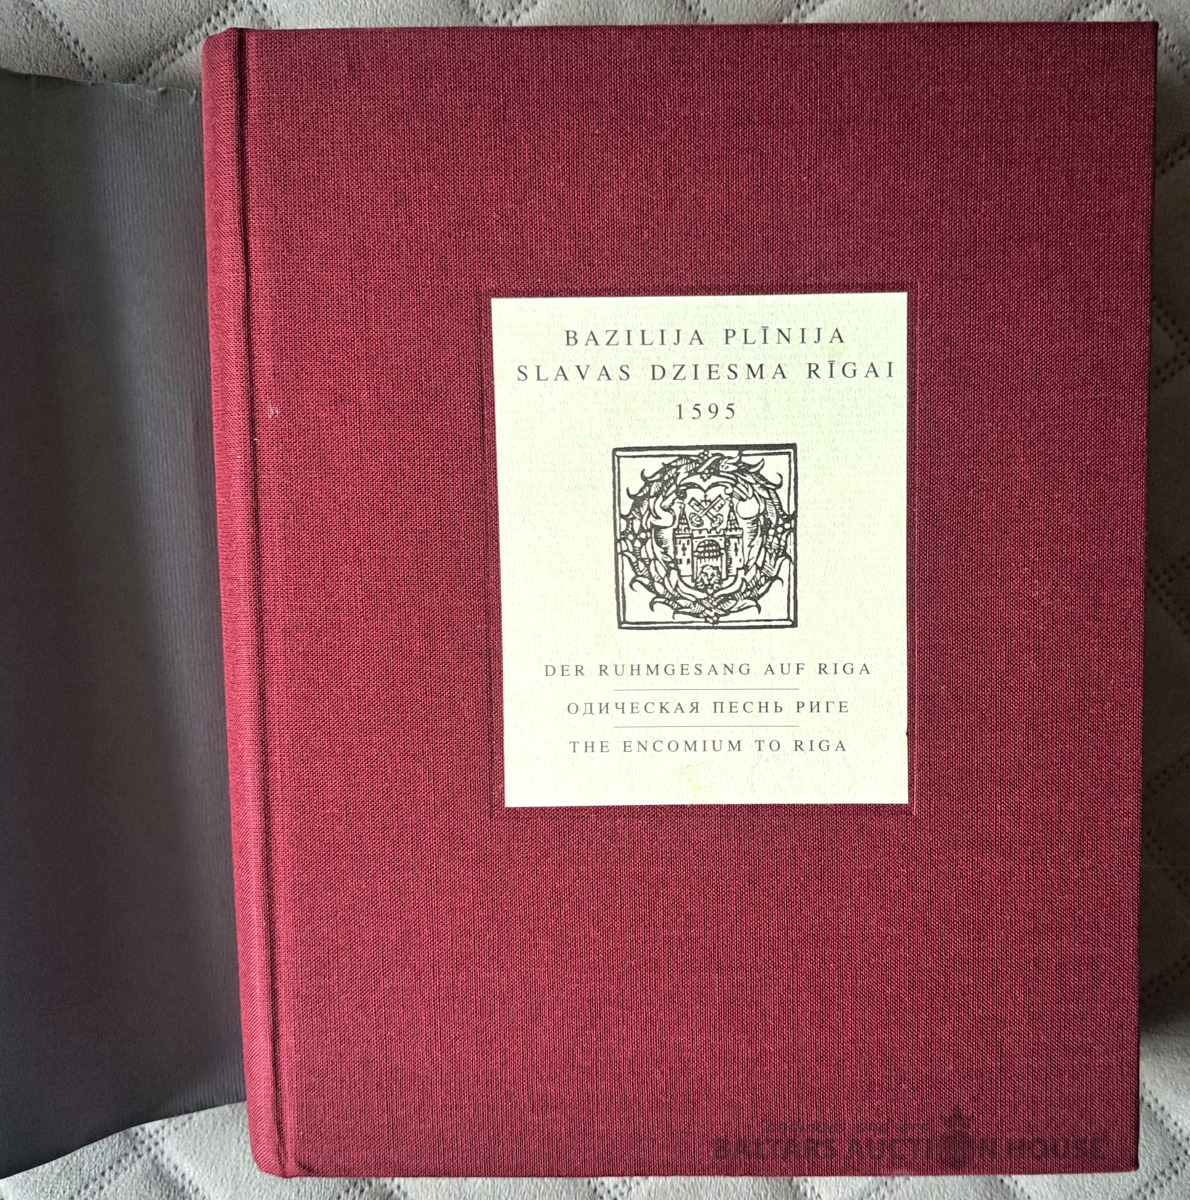 BAZILIJA PLĪNIJA
SLAVAS DZIESMA RĪGAI
1595
DER RUHMGESANG AUF RIGA
ОДИЧЕСКАЯ ПЕСНЬ РИГЕ
THE ENCOMIUM TO RIGA
BALTARS AUCTION HOUSE